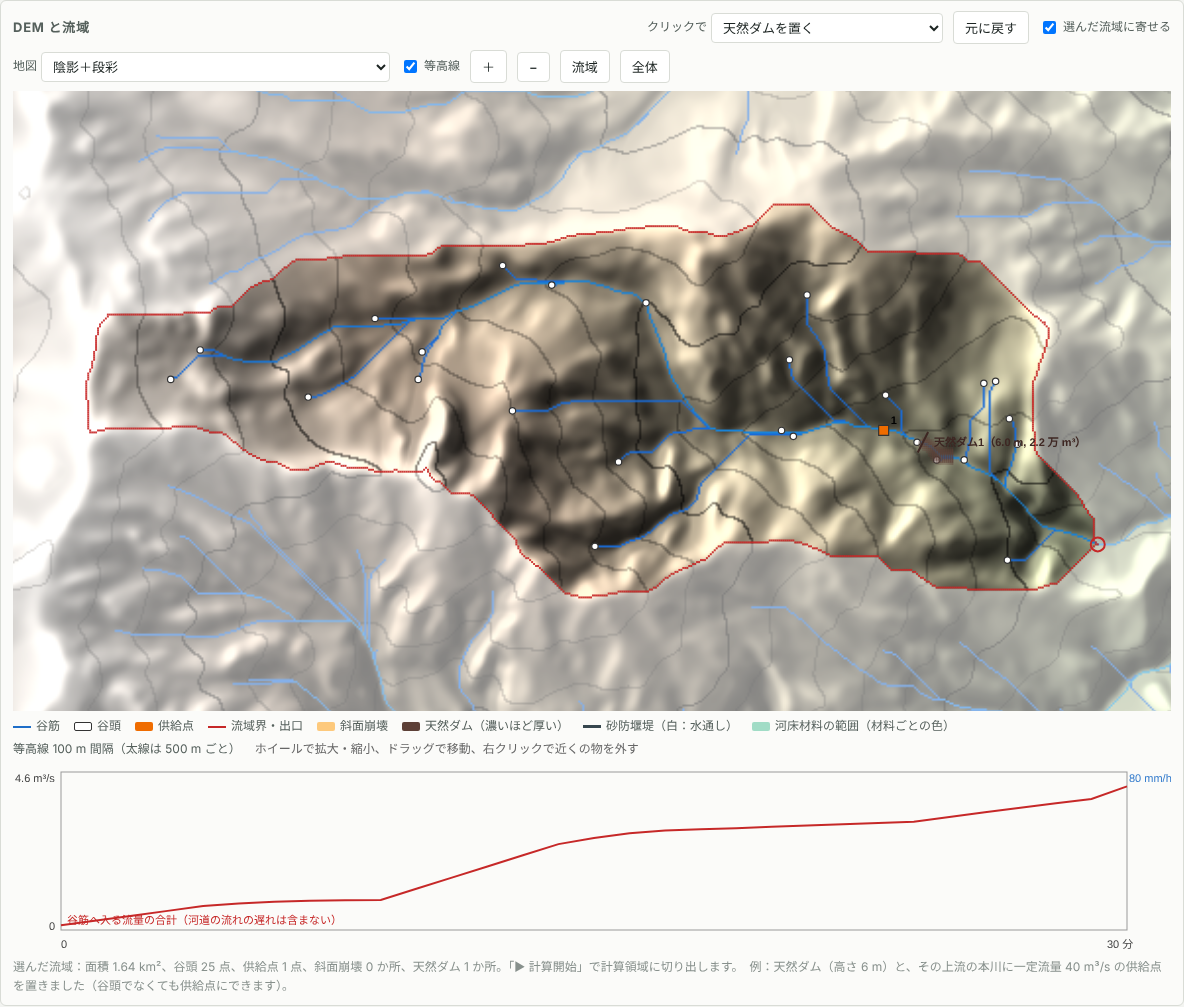 DEM と流域
クリックで 天然ダムを置く 元に戻す 選んだ流域に寄せる
地図 陰影＋段彩 等高線 ＋ − 流域 全体
1
天然ダム1（6.0 m, 2.2 万 m³）
谷筋 谷頭 供給点 流域界・出口 斜面崩壊 天然ダム（濃いほど厚い） 砂防堰堤（白：水通し） 河床材料の範囲（材料ごとの色）
等高線 100 m 間隔（太線は 500 m ごと） ホイールで拡大・縮小、ドラッグで移動、右クリックで近くの物を外す
4.6 m³/s
80 mm/h
谷筋へ入る流量の合計（河道の流れの遅れは含まない）
0
0
30 分
選んだ流域：面積 1.64 km²、谷頭 25 点、供給点 1 点、斜面崩壊 0 か所、天然ダム 1 か所。「▶ 計算開始」で計算領域に切り出します。 例：天然ダム（高さ 6 m）と、その上流の本川に一定流量 40 m³/s の供給点
を置きました（谷頭でなくても供給点にできます）。